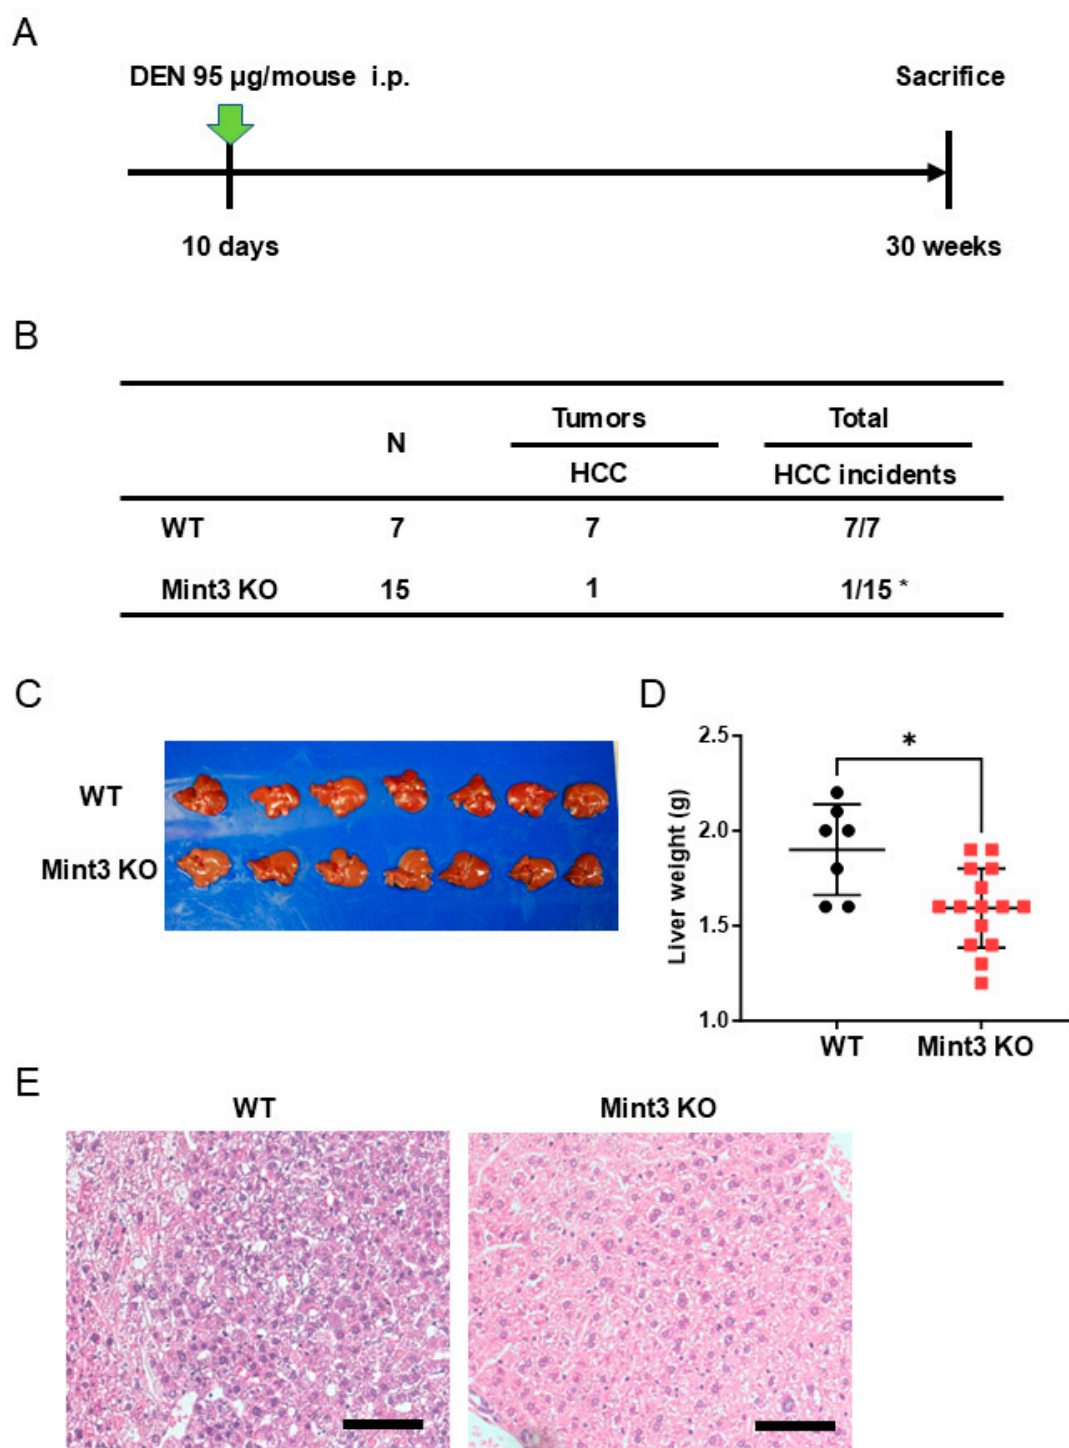 A
DEN 95 µg/mouse i.p.
Sacrifice
10 days
30 weeks
B
N
Tumors
Total
HCC
HCC incidents
WT 7 7 7/7
Mint3 KO 15 1 1/15 *
C
WT
Mint3 KO
D
*
Liver weight (g)
2.5
2.0
1.5
1.0
WT
Mint3 KO
E
WT
Mint3 KO